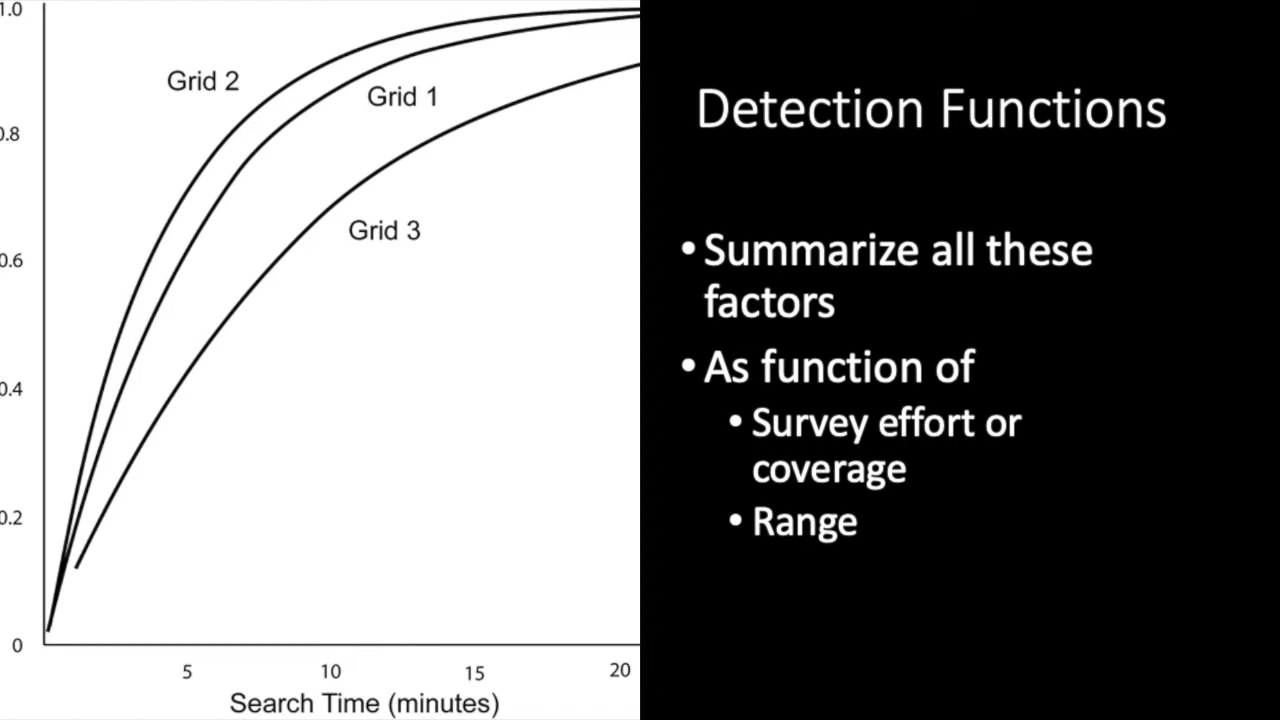 1.0
0.8
0.6
0.4
0.2
0
Grid 2
Grid 1
Grid 3
5 10 15 20
Search Time (minutes)
Detection Functions
• Summarize all these
factors
• As function of
• Survey effort or
coverage
• Range